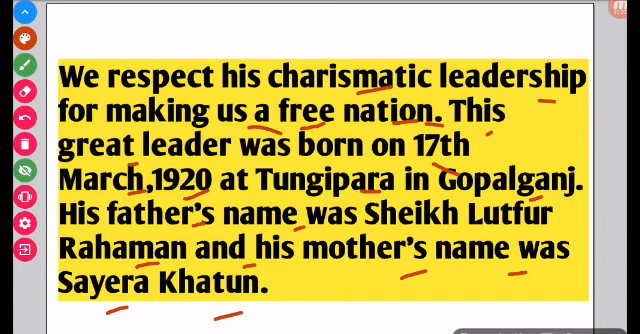 We respect his charismatic leadership
for making us a free nation. This
great leader was born on 17th
March,1920 at Tungipara in Gopalganj.
His father's name was Sheikh Lutfur
Rahaman and his mother's name was
Sayera Khatun.